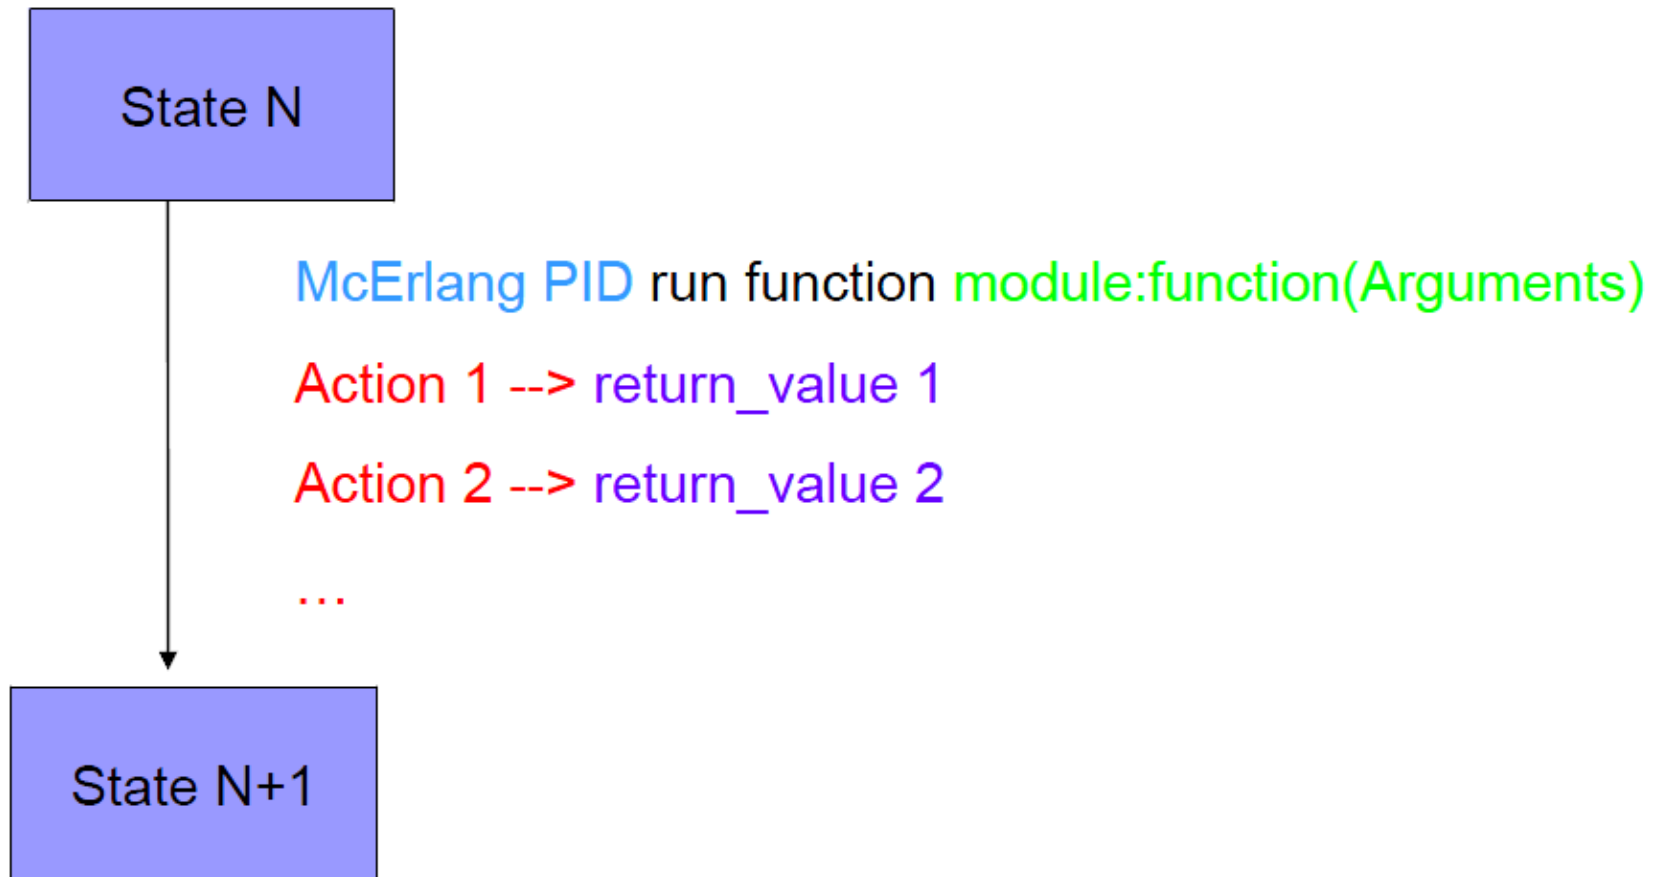 State N
McErlang PID run function module:function(Arguments)
Action 1 --> return_value 1
Action 2 --> return_value 2
…
State N+1